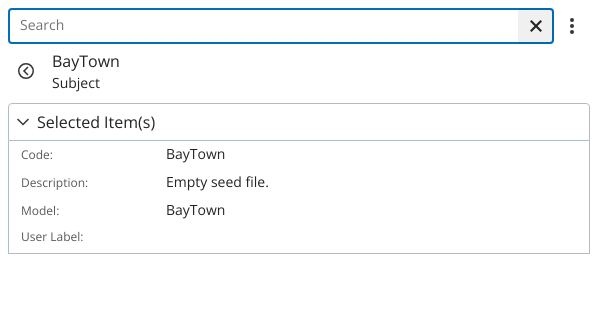 Search
BayTown
Subject
Selected Item(s)
Code: BayTown
Description: Empty seed file.
Model: BayTown
User Label: